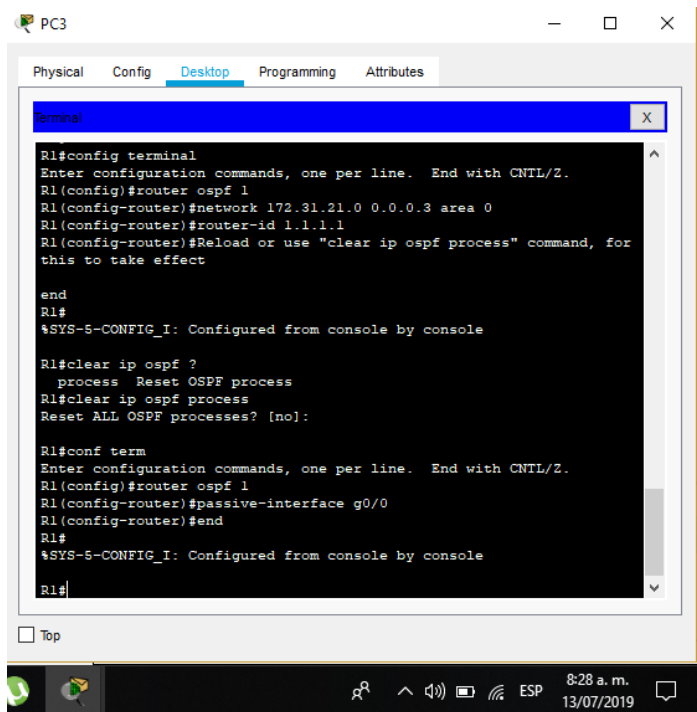 PC3
Physical Config Desktop Programming Attributes
Terminal
X
R1#config terminal
Enter configuration commands, one per line. End with CNTL/Z.
R1(config)#router ospf 1
R1(config-router)#network 172.31.21.0 0.0.0.3 area 0
R1(config-router)#router-id 1.1.1.1
R1(config-router)#Reload or use "clear ip ospf process" command, for
this to take effect
end
R1#
%SYS-5-CONFIG_I: Configured from console by console
R1#clear ip ospf ?
process Reset OSPF process
R1#clear ip ospf process
Reset ALL OSPF processes? [no]:
R1#conf term
Enter configuration commands, one per line. End with CNTL/Z.
R1(config)#router ospf 1
R1(config-router)#passive-interface g0/0
R1(config-router)#end
R1#
%SYS-5-CONFIG_I: Configured from console by console
R1#
Top
ESP
8:28 a. m.
13/07/2019